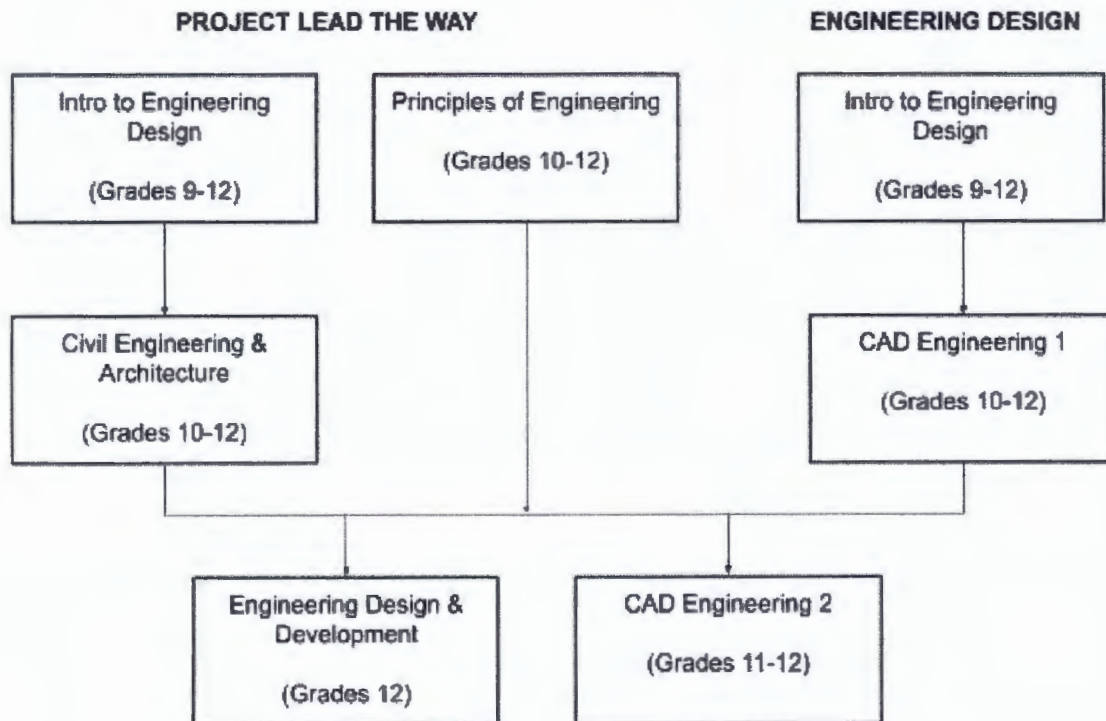 PROJECT LEAD THE WAY
ENGINEERING DESIGN
Intro to Engineering
Design
(Grades 9-12)
Principles of Engineering
(Grades 10-12)
Intro to Engineering
Design
(Grades 9-12)
Civil Engineering &
Architecture
(Grades 10-12)
CAD Engineering 1
(Grades 10-12)
Engineering Design &
Development
(Grades 12)
CAD Engineering 2
(Grades 11-12)